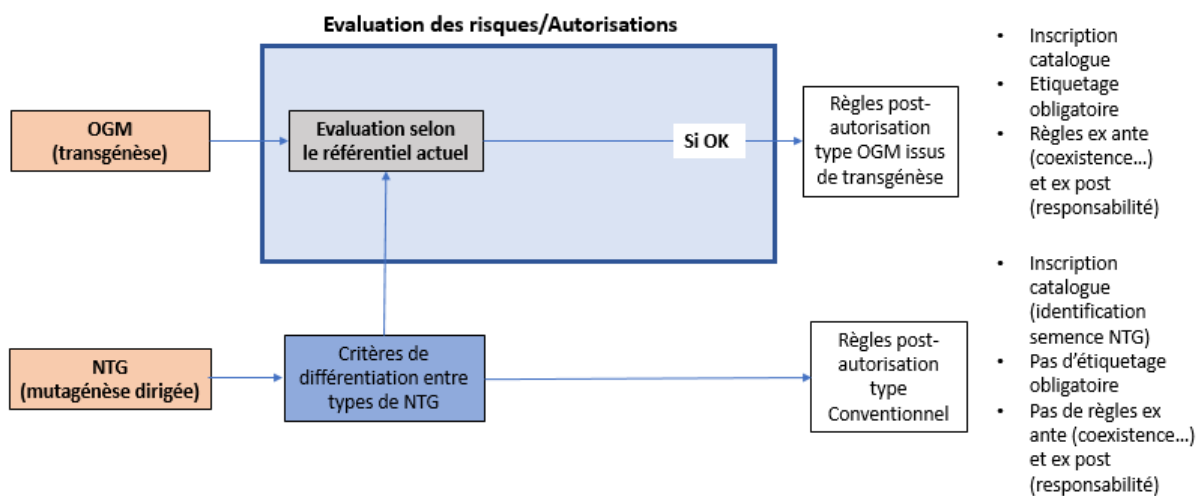 Evaluation des risques/Autorisations
OGM
(transgénèse)
Evaluation selon
le référentiel actuel
Si OK
Règles post-
autorisation
type OGM issus
de transgénèse
• Inscription
catalogue
• Etiquetage
obligatoire
• Règles ex ante
(coexistence...)
et ex post
(responsabilité)
NTG
(mutagénèse dirigée)
Critères de
différentiation entre
types de NTG
Règles post-
autorisation
type
Conventionnel
• Inscription
catalogue
(identification
semence NTG)
• Pas d’étiquetage
obligatoire
• Pas de règles ex
ante (coexistence...)
et ex post
(responsabilité)